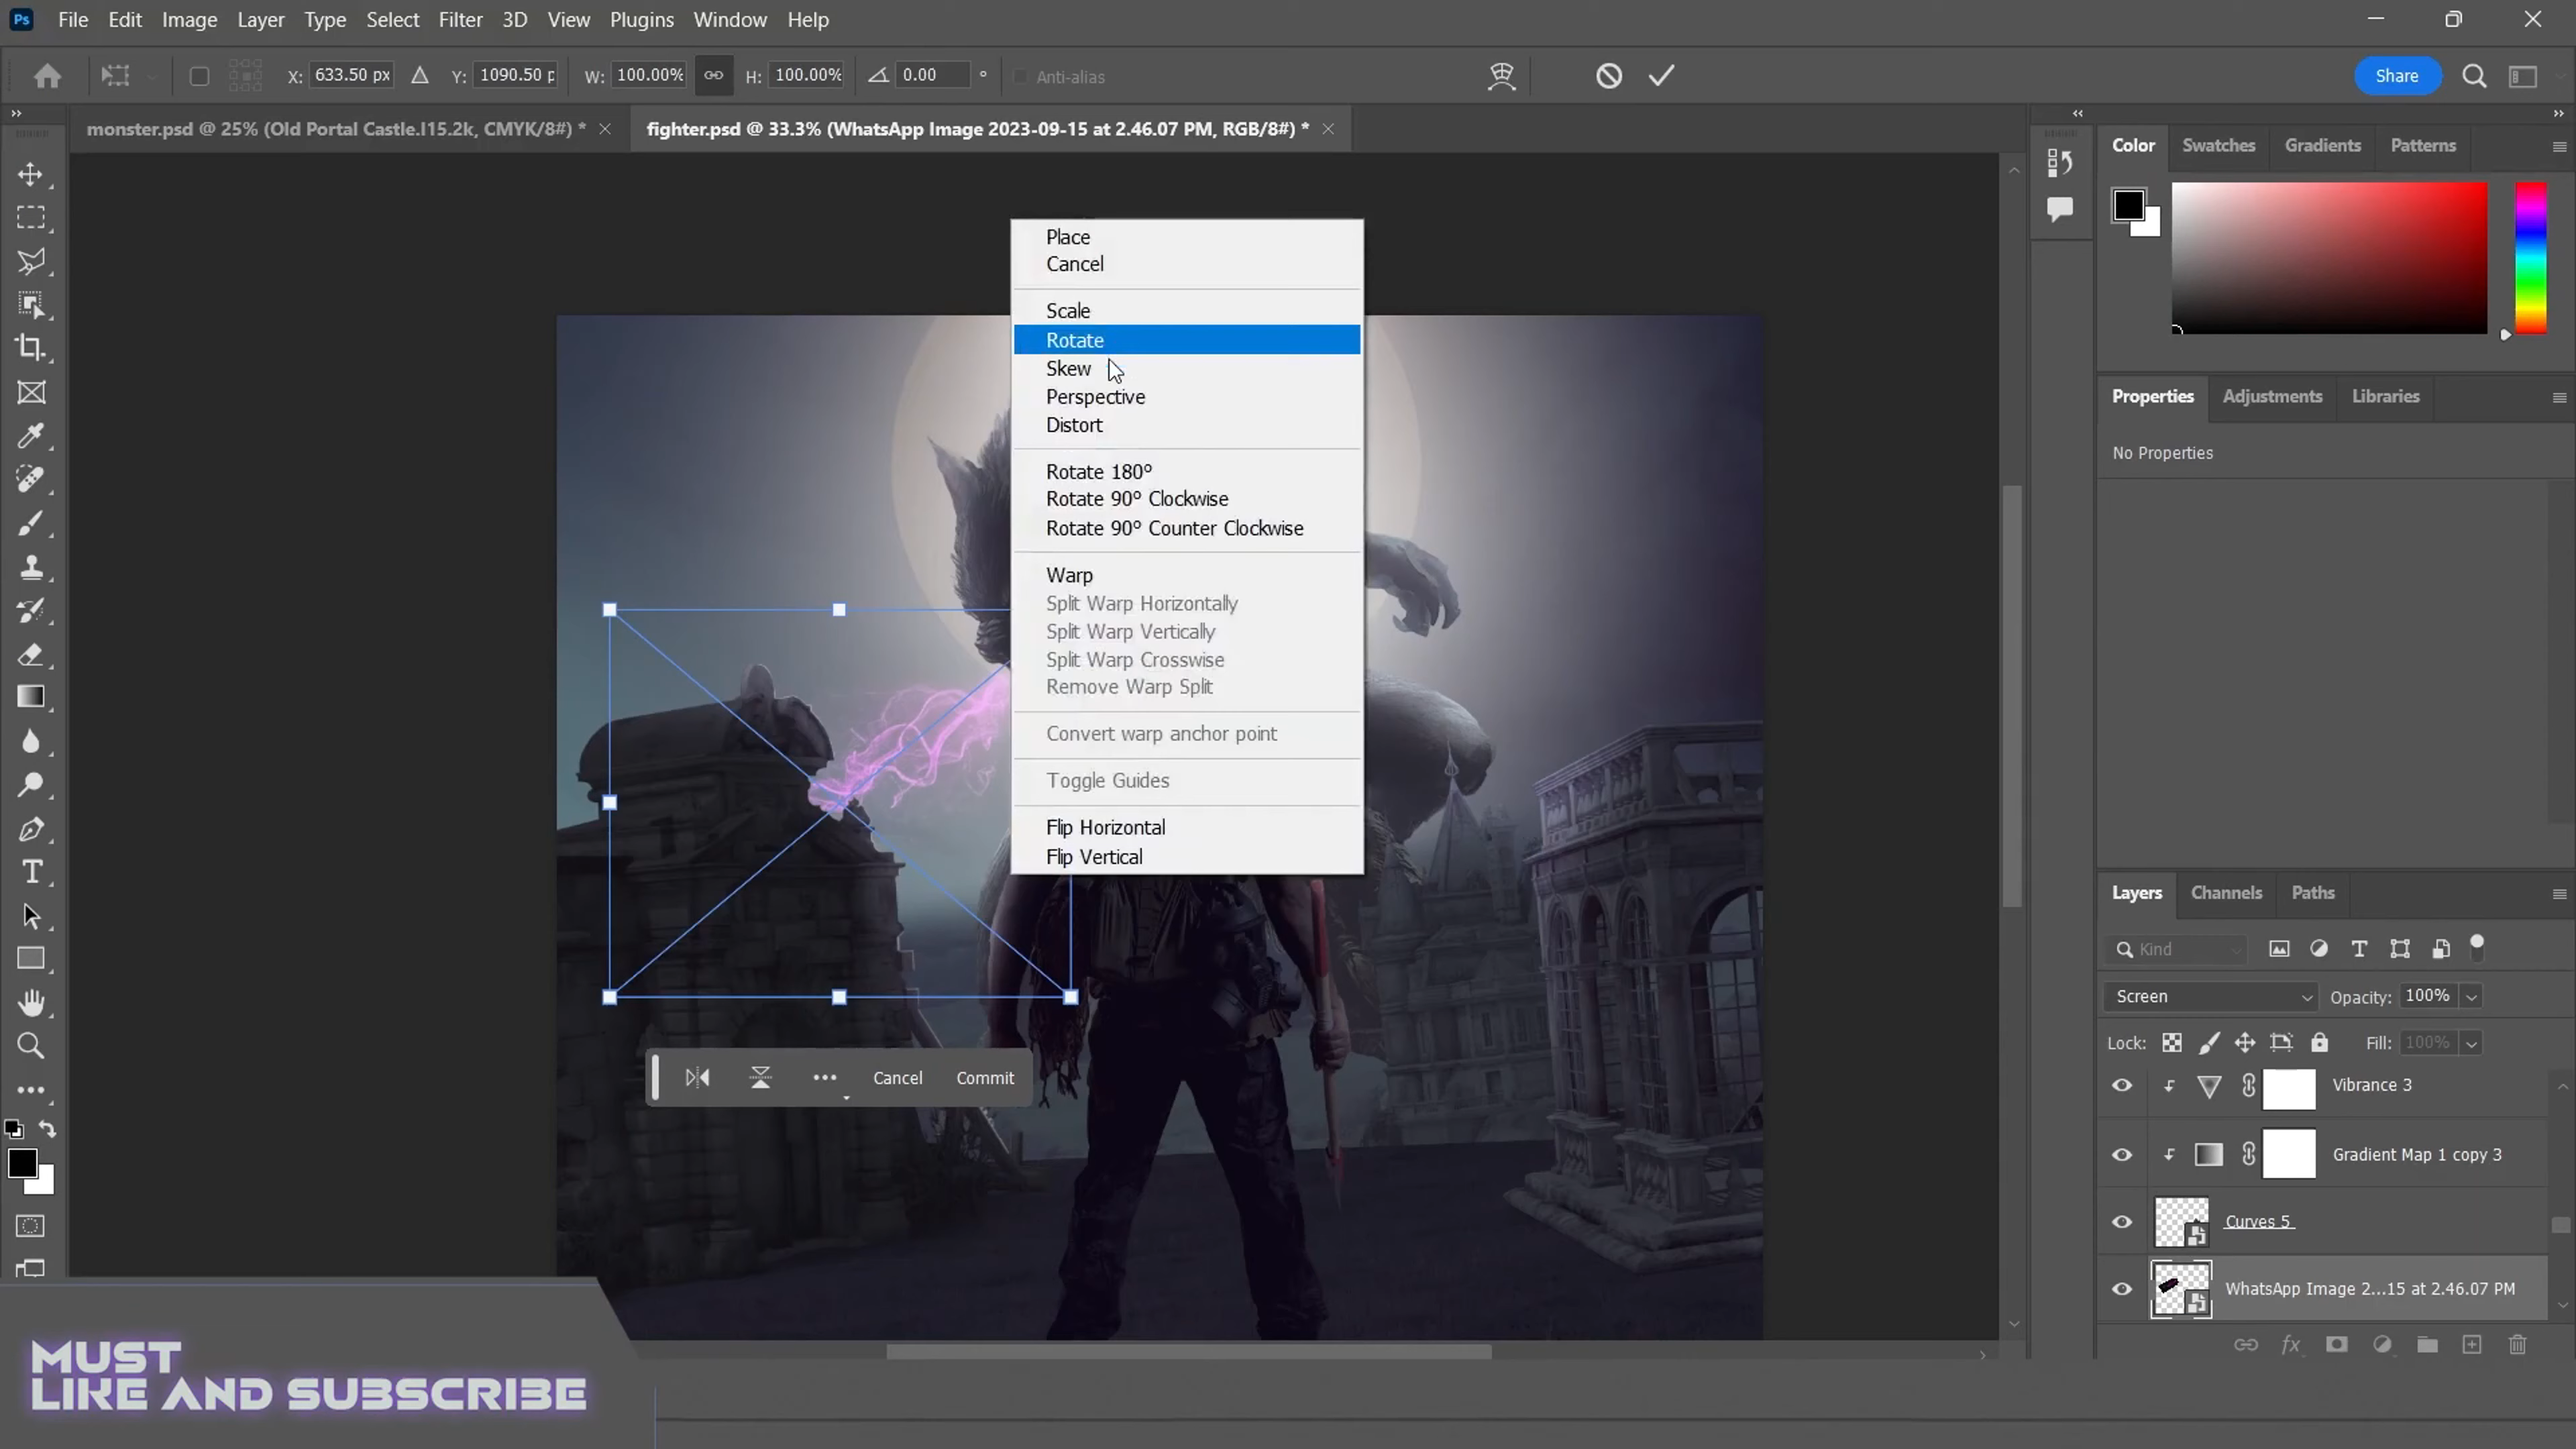 Ps File Edit Image Layer Type Select Filter 3D View Plugins Window Help
X: 633.50 px Y: 1090.50 p W: 100.00% H: 100.00% 0.00 ° Anti-alias Share
monster.psd @ 25% (Old Portal Castle.I15.2k, CMYK/8#) * fighter.psd @ 33.3% (WhatsApp Image 2023-09-15 at 2.46.07 PM, RGB/8#) *
Color Swatches Gradients Patterns
Place
Cancel
Scale
Rotate
Skew
Perspective
Distort
Rotate 180°
Rotate 90° Clockwise
Rotate 90° Counter Clockwise
Warp
Split Warp Horizontally
Split Warp Vertically
Split Warp Crosswise
Remove Warp Split
Convert warp anchor point
Toggle Guides
Flip Horizontal
Flip Vertical
Cancel Commit
Properties Adjustments Libraries
No Properties
Layers Channels Paths
Kind
Screen Opacity: 100%
Lock: Fill: 100%
Vibrance 3
Gradient Map 1 copy 3
Curves 5
WhatsApp Image 2...15 at 2.46.07 PM
fx
MUST
LIKE AND SUBSCRIBE